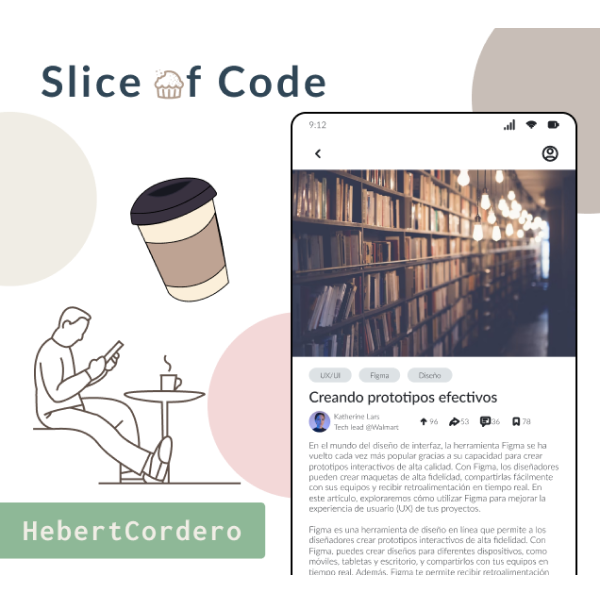 Slice of Code
9:12
UX/UI Figma Diseño
Creando prototipos efectivos
Katherine Lars
Tech lead @Walmart
96 53 36 78
En el mundo del diseño de interfaz, la herramienta Figma se ha
vuelto cada vez más popular gracias a su capacidad para crear
prototipos interactivos de alta calidad. Con Figma, los diseñadores
pueden crear maquetas de alta fidelidad, compartirlas fácilmente
con sus equipos y recibir retroalimentación en tiempo real. En
este artículo, exploraremos cómo utilizar Figma para mejorar la
experiencia de usuario (UX) de tus proyectos.
Figma es una herramienta de diseño en línea que permite a los
diseñadores crear prototipos interactivos de alta fidelidad. Con
Figma, puedes crear diseños para diferentes dispositivos, como
móviles, tabletas y escritorio, y compartirlos con tus equipos en
tiempo real. Además, Figma te permite recibir retroalimentación
HebertCordero